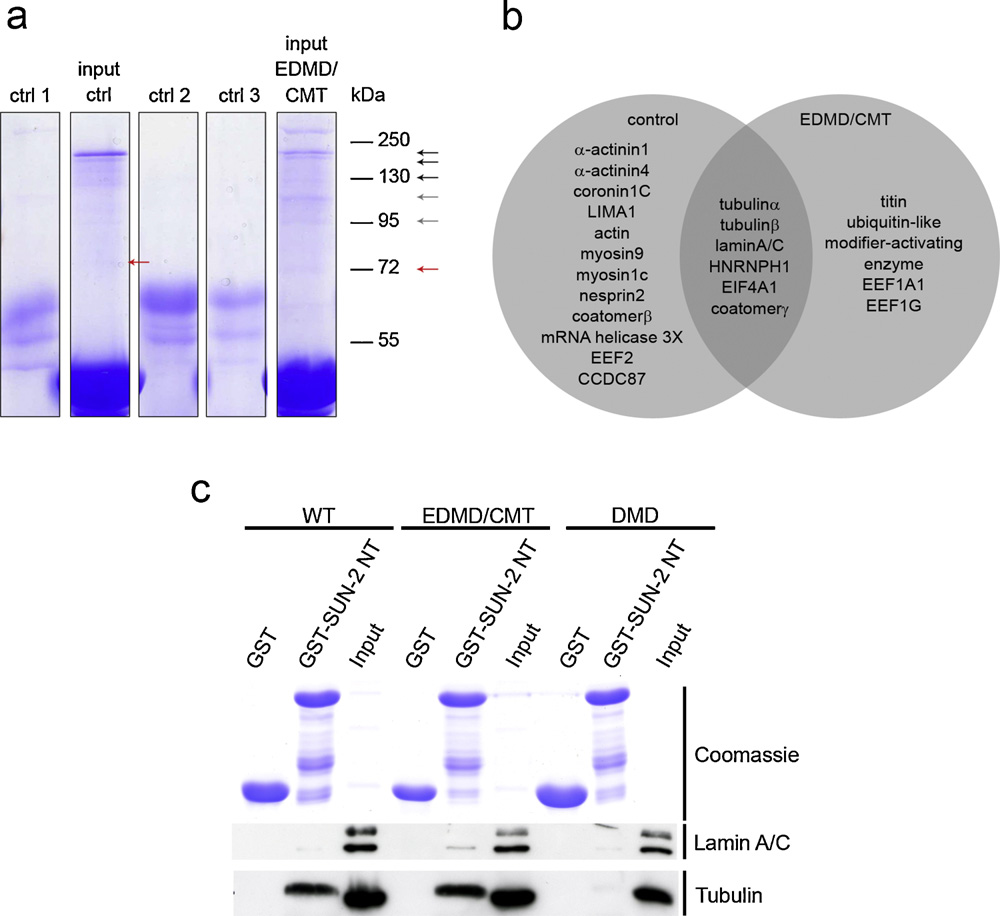 a
ctrl 1
input
ctrl
ctrl 2
ctrl 3
input
EDMD/
CMT
kDa
250
130
95
72
55
b
control
EDMD/CMT
α-actinin1
α-actinin4
coronin1C
LIMA1
actin
myosin9
myosin1c
nesprin2
coatomerβ
mRNA helicase 3X
EEF2
CCDC87
tubulinα
tubulinβ
laminA/C
HNRNPH1
EIF4A1
coatomerγ
titin
ubiquitin-like
modifier-activating
enzyme
EEF1A1
EEF1G
c
WT
EDMD/CMT
DMD
GST
GST-SUN-2 NT
Input
GST
GST-SUN-2 NT
Input
GST
GST-SUN-2 NT
Input
Coomassie
Lamin A/C
Tubulin